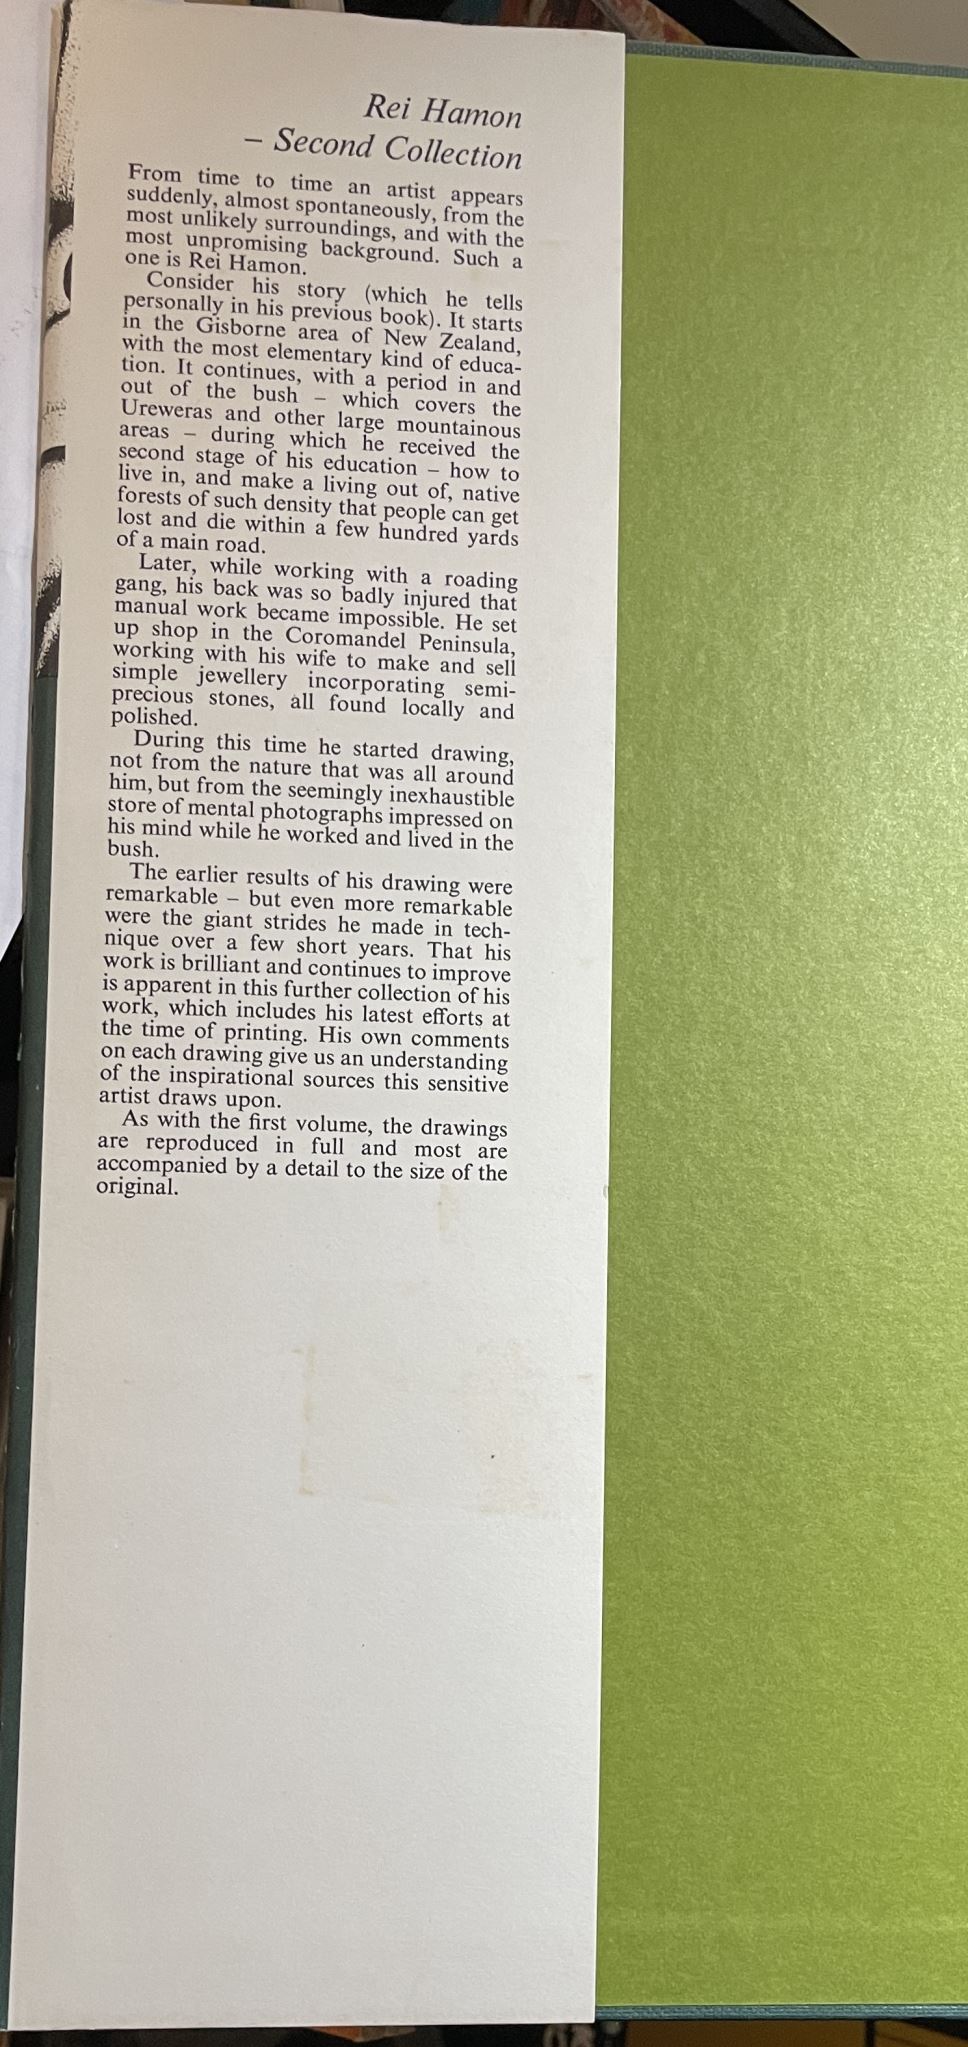 Rei Hamon
– Second Collection
From time to time an artist appears
suddenly, almost spontaneously, from the
most unlikely surroundings, and with the
most unpromising background. Such a
one is Rei Hamon.
Consider his story (which he tells
personally in his previous book). It starts
in the Gisborne area of New Zealand,
with the most elementary kind of educa-
tion. It continues, with a period in and
out of the bush – which covers the
Ureweras and other large mountainous
areas – during which he received the
second stage of his education – how to
live in, and make a living out of, native
forests of such density that people can get
lost and die within a few hundred yards
of a main road.
Later, while working with a roading
gang, his back was so badly injured that
manual work became impossible. He set
up shop in the Coromandel Peninsula,
working with his wife to make and sell
simple jewellery incorporating semi-
precious stones, all found locally and
polished.
During this time he started drawing,
not from the nature that was all around
him, but from the seemingly inexhaustible
store of mental photographs impressed on
his mind while he worked and lived in the
bush.
The earlier results of his drawing were
remarkable – but even more remarkable
were the giant strides he made in tech-
nique over a few short years. That his
work is brilliant and continues to improve
is apparent in this further collection of his
work, which includes his latest efforts at
the time of printing. His own comments
on each drawing give us an understanding
of the inspirational sources this sensitive
artist draws upon.
As with the first volume, the drawings
are reproduced in full and most are
accompanied by a detail to the size of the
original.